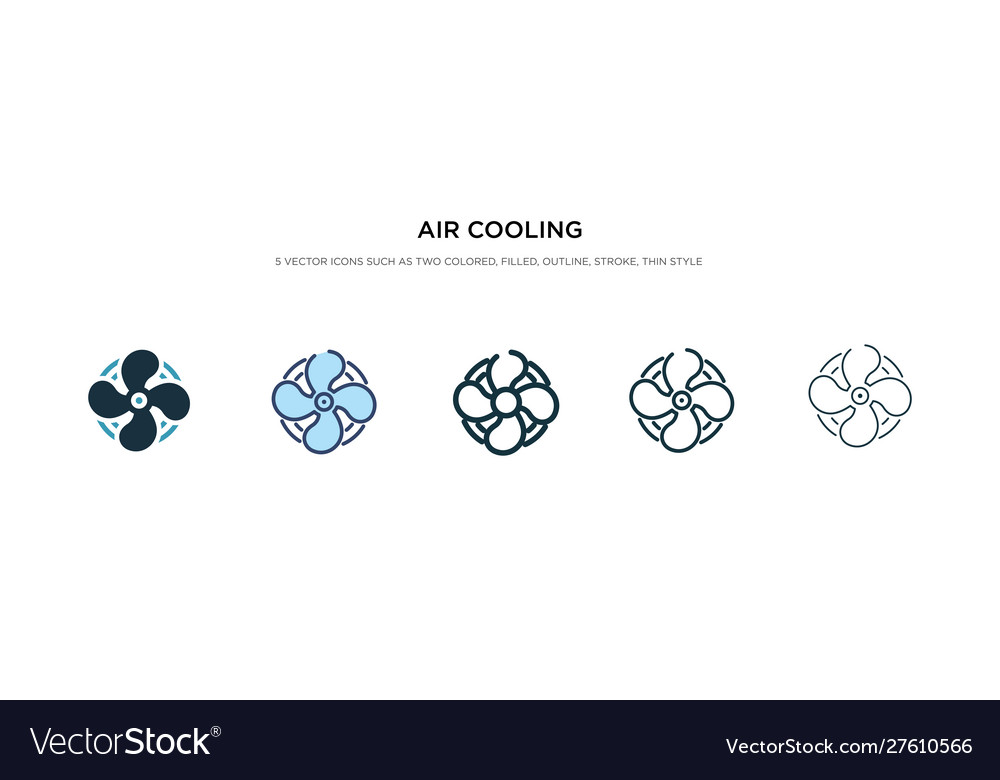 AIR COOLING
5 VECTOR ICONS SUCH AS TWO COLORED, FILLED, OUTLINE, STROKE, THIN STYLE
VectorStock®
VectorStock.com/27610566